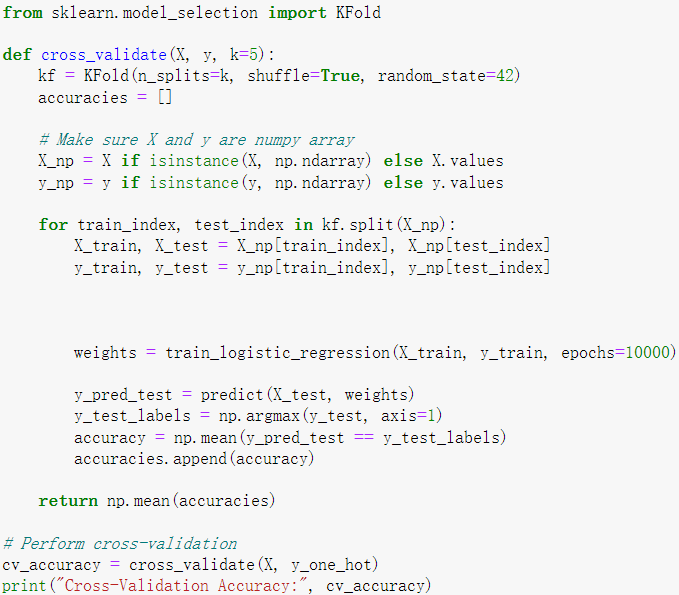 from sklearn.model_selection import KFold
def cross_validate(X, y, k=5):
    kf = KFold(n_splits=k, shuffle=True, random_state=42)
    accuracies = []
    # Make sure X and y are numpy array
    X_np = X if isinstance(X, np.ndarray) else X.values
    y_np = y if isinstance(y, np.ndarray) else y.values
    for train_index, test_index in kf.split(X_np):
        X_train, X_test = X_np[train_index], X_np[test_index]
        y_train, y_test = y_np[train_index], y_np[test_index]
        weights = train_logistic_regression(X_train, y_train, epochs=10000)
        y_pred_test = predict(X_test, weights)
        y_test_labels = np.argmax(y_test, axis=1)
        accuracy = np.mean(y_pred_test == y_test_labels)
        accuracies.append(accuracy)
    return np.mean(accuracies)
# Perform cross-validation
cv_accuracy = cross_validate(X, y_one_hot)
print("Cross-Validation Accuracy:", cv_accuracy)